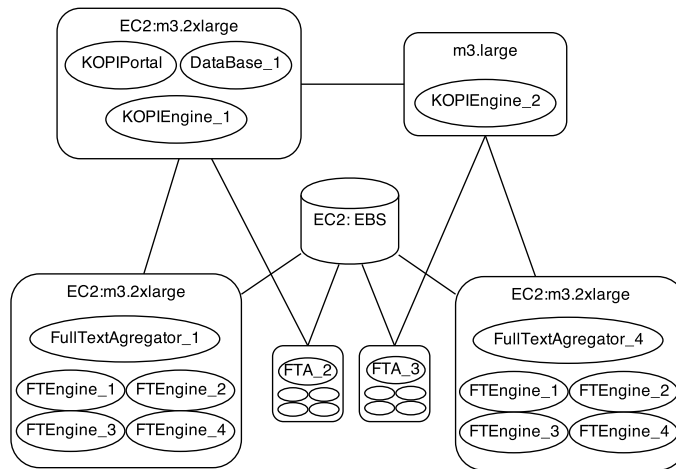 EC2:m3.2xlarge
KOPIPortal
DataBase_1
KOPIEngine_1
m3.large
KOPIEngine_2
EC2: EBS
EC2:m3.2xlarge
FullTextAgregator_1
FTEngine_1
FTEngine_2
FTEngine_3
FTEngine_4
FTA_2
FTA_3
EC2:m3.2xlarge
FullTextAgregator_4
FTEngine_1
FTEngine_2
FTEngine_3
FTEngine_4